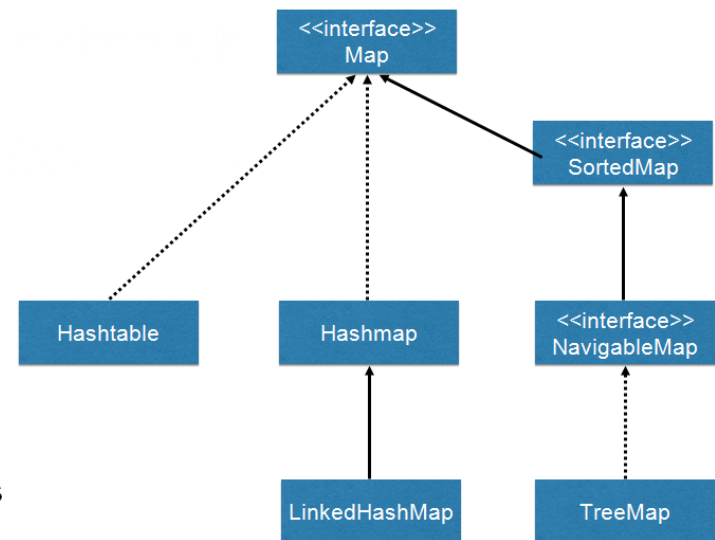 <<interface>>
Map
<<interface>>
SortedMap
Hashtable
Hashmap
<<interface>>
NavigableMap
s
LinkedHashMap
TreeMap